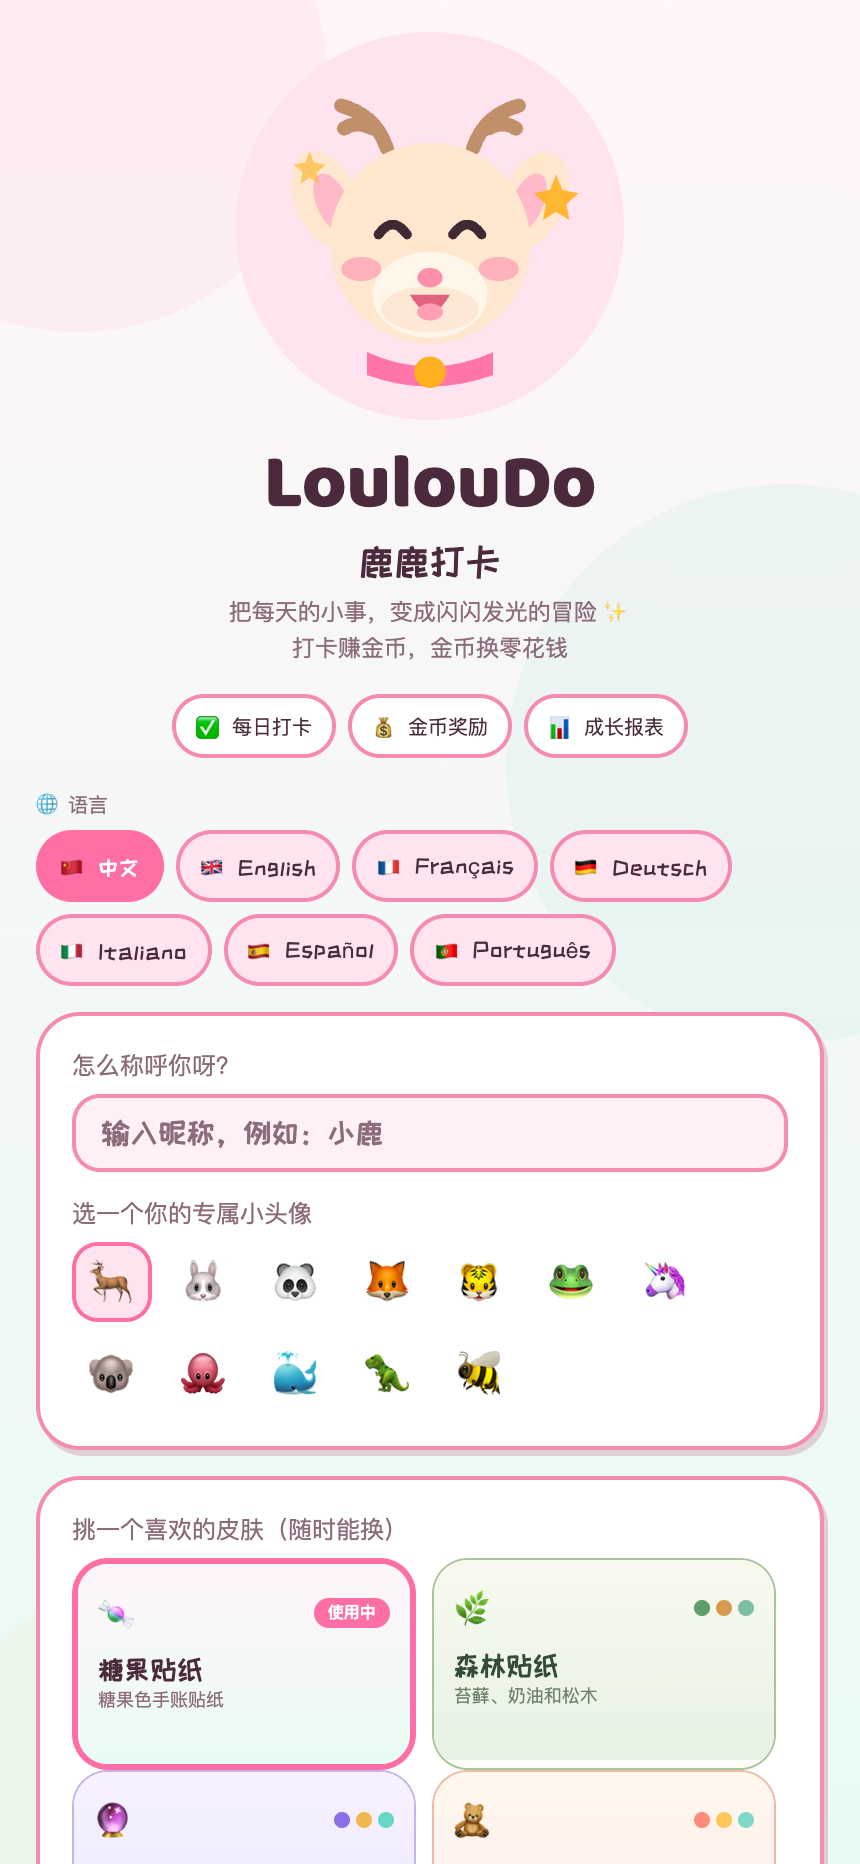 LoulouDo
鹿鹿打卡
把每天的小事，变成闪闪发光的冒险 ✨
打卡赚金币，金币换零花钱
✅ 每日打卡
💰 金币奖励
📊 成长报表
🌐 语言
🇨🇳 中文
🇬🇧 English
🇫🇷 Français
🇩🇪 Deutsch
🇮🇹 Italiano
🇪🇸 Español
🇵🇹 Português
怎么称呼你呀？
输入昵称，例如：小鹿
选一个你的专属小头像
挑一个喜欢的皮肤（随时能换）
使用中
糖果贴纸
糖果色手账贴纸
森林贴纸
苔藓、奶油和松木